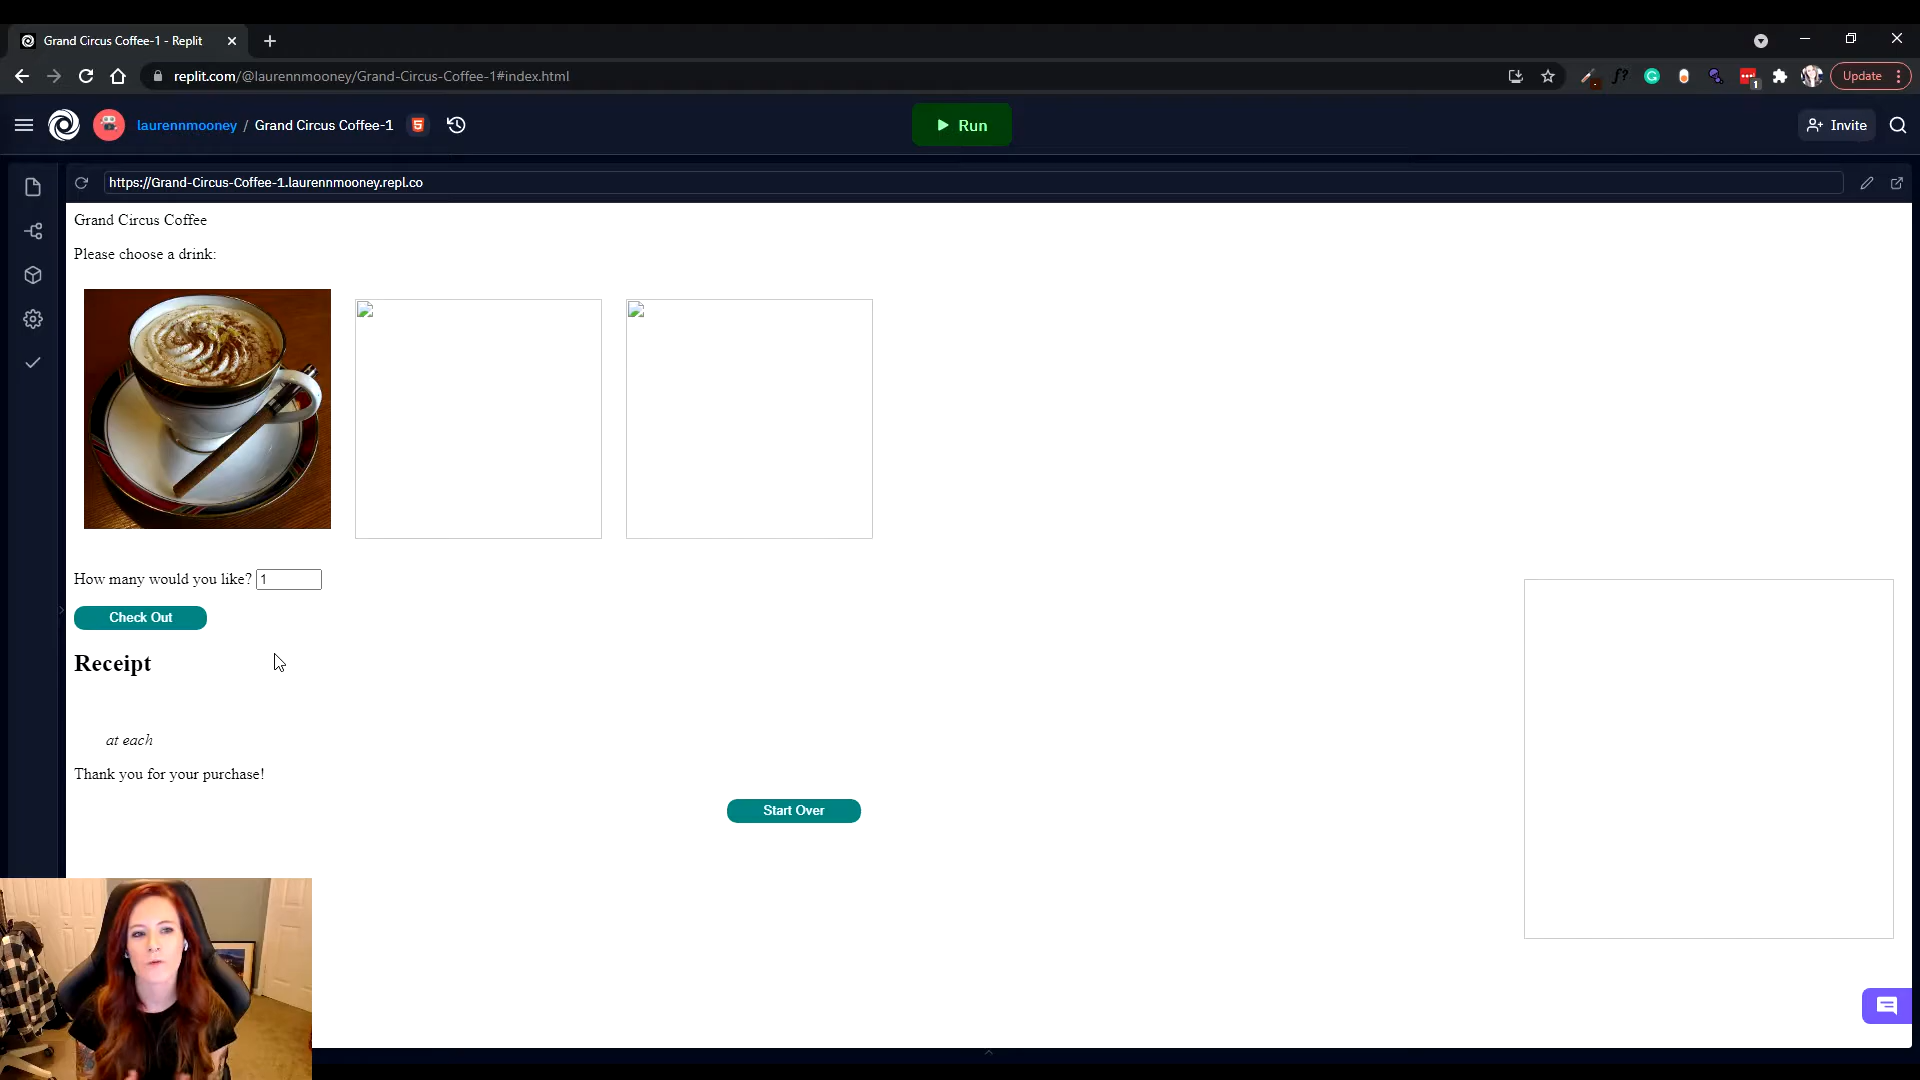 Grand Circus Coffee-1 - Replit
replit.com/@laurennmooney/Grand-Circus-Coffee-1#index.html
f?
1
Update
laurennmooney / Grand Circus Coffee-1
Run
Invite
https://Grand-Circus-Coffee-1.laurennmooney.repl.co
Grand Circus Coffee
Please choose a drink:
How many would you like? 1
Check Out
Receipt
at each
Thank you for your purchase!
Start Over